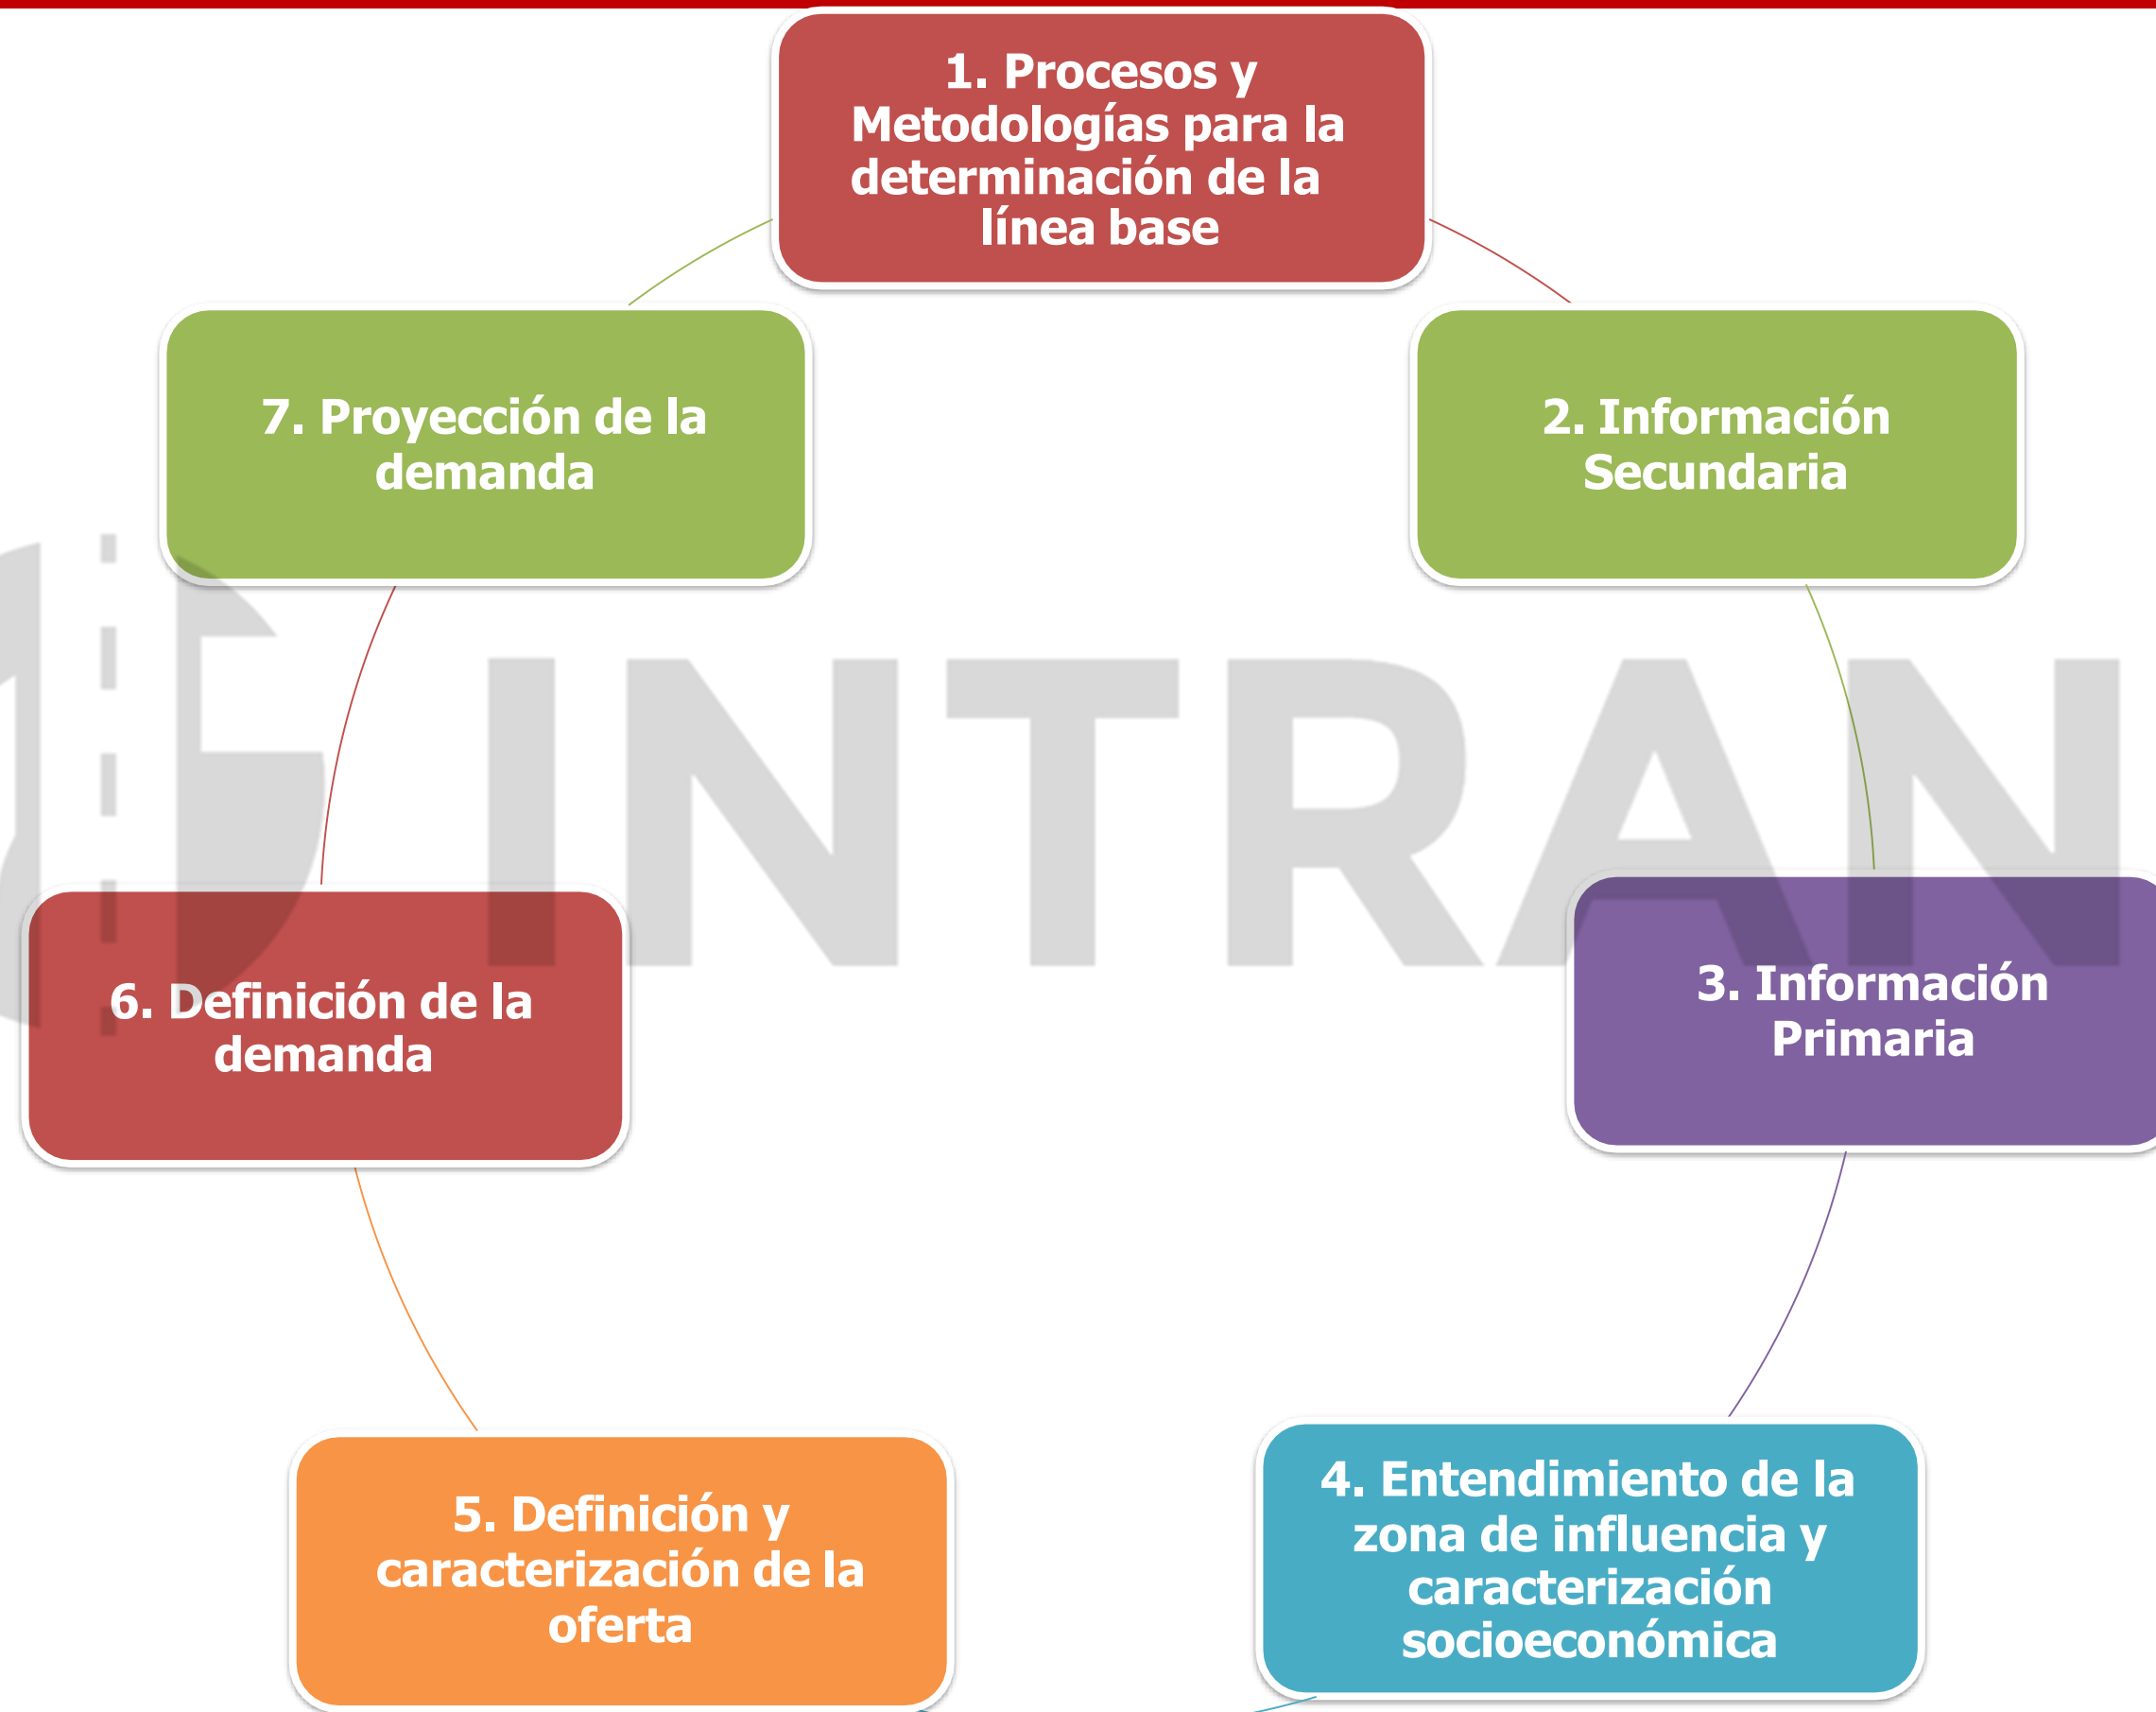 1. Procesos y
Metodologías para la
determinación de la
línea base
2. Información
Secundaria
3. Información
Primaria
4. Entendimiento de la
zona de influencia y
caracterización
socioeconómica
5. Definición y
caracterización de la
oferta
6. Definición de la
demanda
7. Proyección de la
demanda
INTRAN